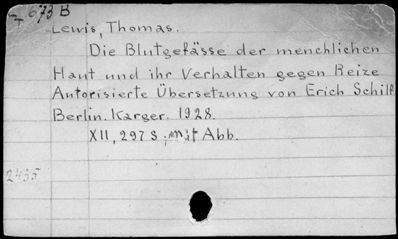 I 673 B
Lewis, Thomas.
Die Blutgefässe der menchlichen
Haut und ihr Verhalten gegen Reize
Autorisierte Übersetzung von Erich Schilf
Berlin. Karger. 1928.
XII, 297 S. mit Abb.
2435